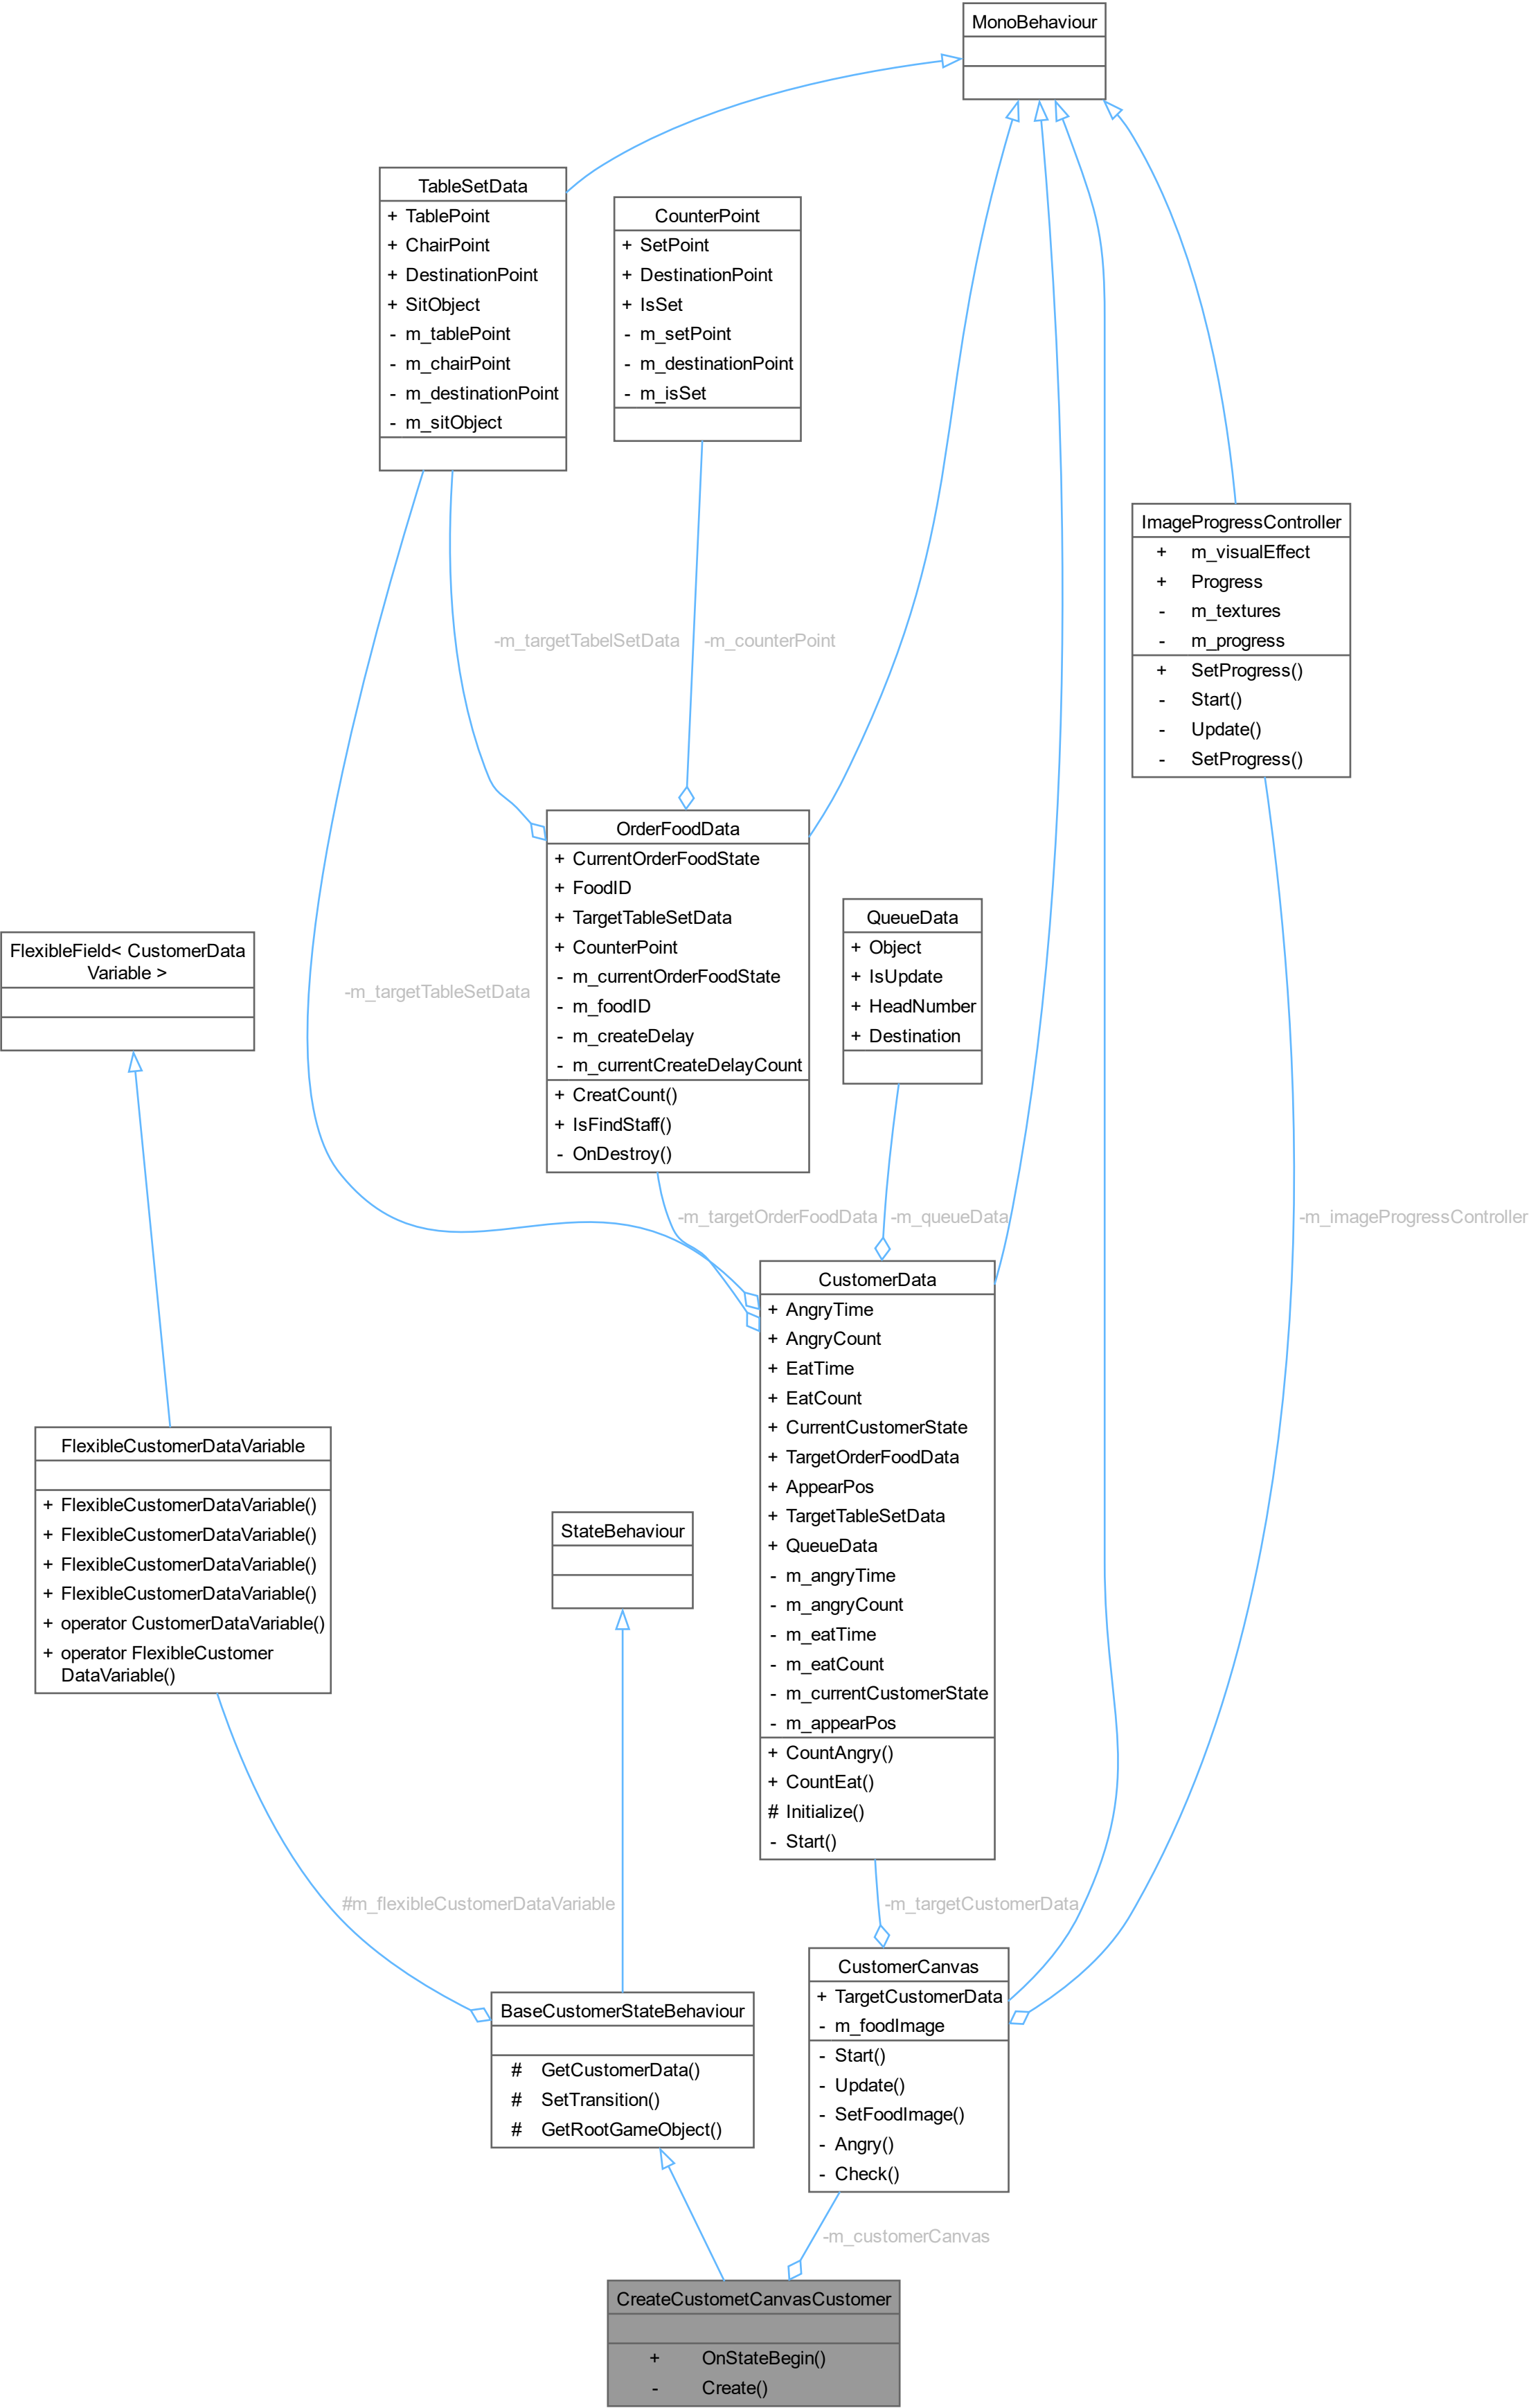 MonoBehaviour
TableSetData
+ TablePoint
+ ChairPoint
+ DestinationPoint
+ SitObject
- m_tablePoint
- m_chairPoint
- m_destinationPoint
- m_sitObject
CounterPoint
+ SetPoint
+ DestinationPoint
+ IsSet
- m_setPoint
- m_destinationPoint
- m_isSet
ImageProgressController
+ m_visualEffect
+ Progress
- m_textures
- m_progress
+ SetProgress()
- Start()
- Update()
- SetProgress()
-m_targetTabelSetData
-m_counterPoint
OrderFoodData
+ CurrentOrderFoodState
+ FoodID
+ TargetTableSetData
+ CounterPoint
- m_currentOrderFoodState
- m_foodID
- m_createDelay
- m_currentCreateDelayCount
+ CreatCount()
+ IsFindStaff()
- OnDestroy()
QueueData
+ Object
+ IsUpdate
+ HeadNumber
+ Destination
FlexibleField< CustomerData
Variable >
-m_targetTableSetData
-m_targetOrderFoodData
-m_queueData
-m_imageProgressController
CustomerData
+ AngryTime
+ AngryCount
+ EatTime
+ EatCount
+ CurrentCustomerState
+ TargetOrderFoodData
+ AppearPos
+ TargetTableSetData
+ QueueData
- m_angryTime
- m_angryCount
- m_eatTime
- m_eatCount
- m_currentCustomerState
- m_appearPos
+ CountAngry()
+ CountEat()
# Initialize()
- Start()
FlexibleCustomerDataVariable
+ FlexibleCustomerDataVariable()
+ FlexibleCustomerDataVariable()
+ FlexibleCustomerDataVariable()
+ FlexibleCustomerDataVariable()
+ operator CustomerDataVariable()
+ operator FlexibleCustomer
DataVariable()
StateBehaviour
#m_flexibleCustomerDataVariable
-m_targetCustomerData
BaseCustomerStateBehaviour
# GetCustomerData()
# SetTransition()
# GetRootGameObject()
CustomerCanvas
+ TargetCustomerData
- m_foodImage
- Start()
- Update()
- SetFoodImage()
- Angry()
- Check()
-m_customerCanvas
CreateCustometCanvasCustomer
+ OnStateBegin()
- Create()